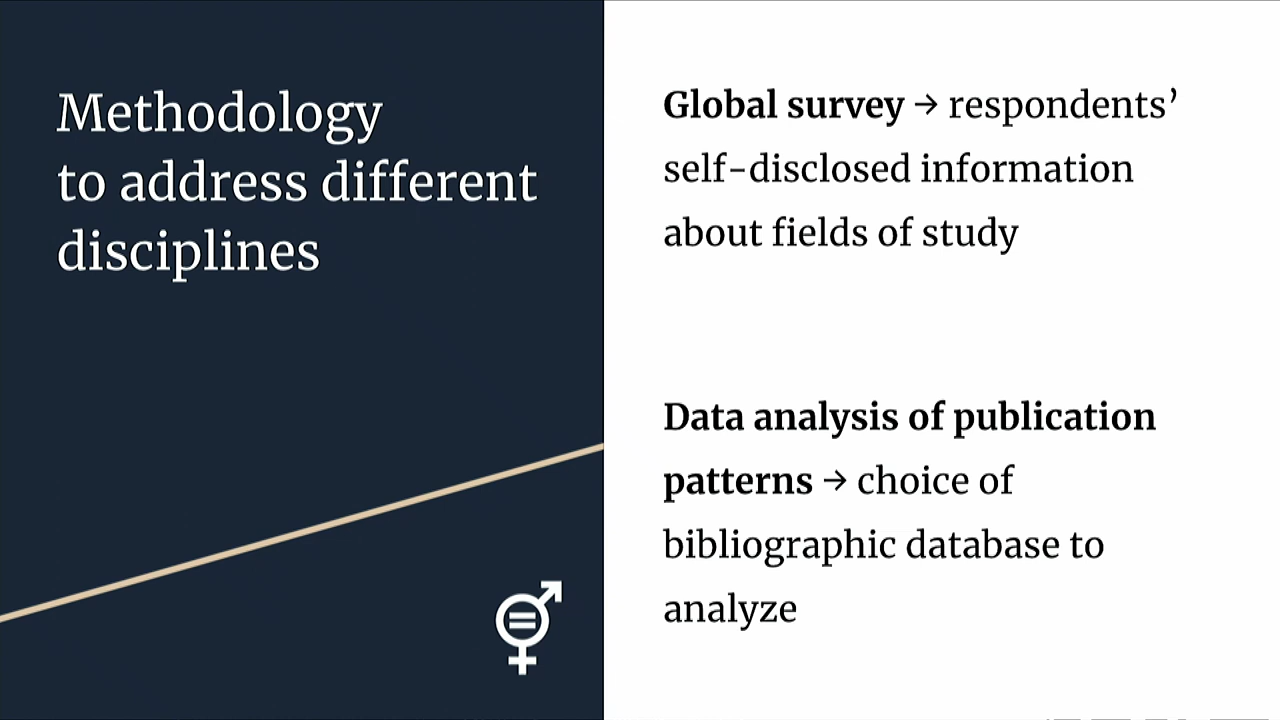 Methodology
to address different
disciplines
Global survey → respondents’
self-disclosed information
about fields of study
Data analysis of publication
patterns → choice of
bibliographic database to
analyze